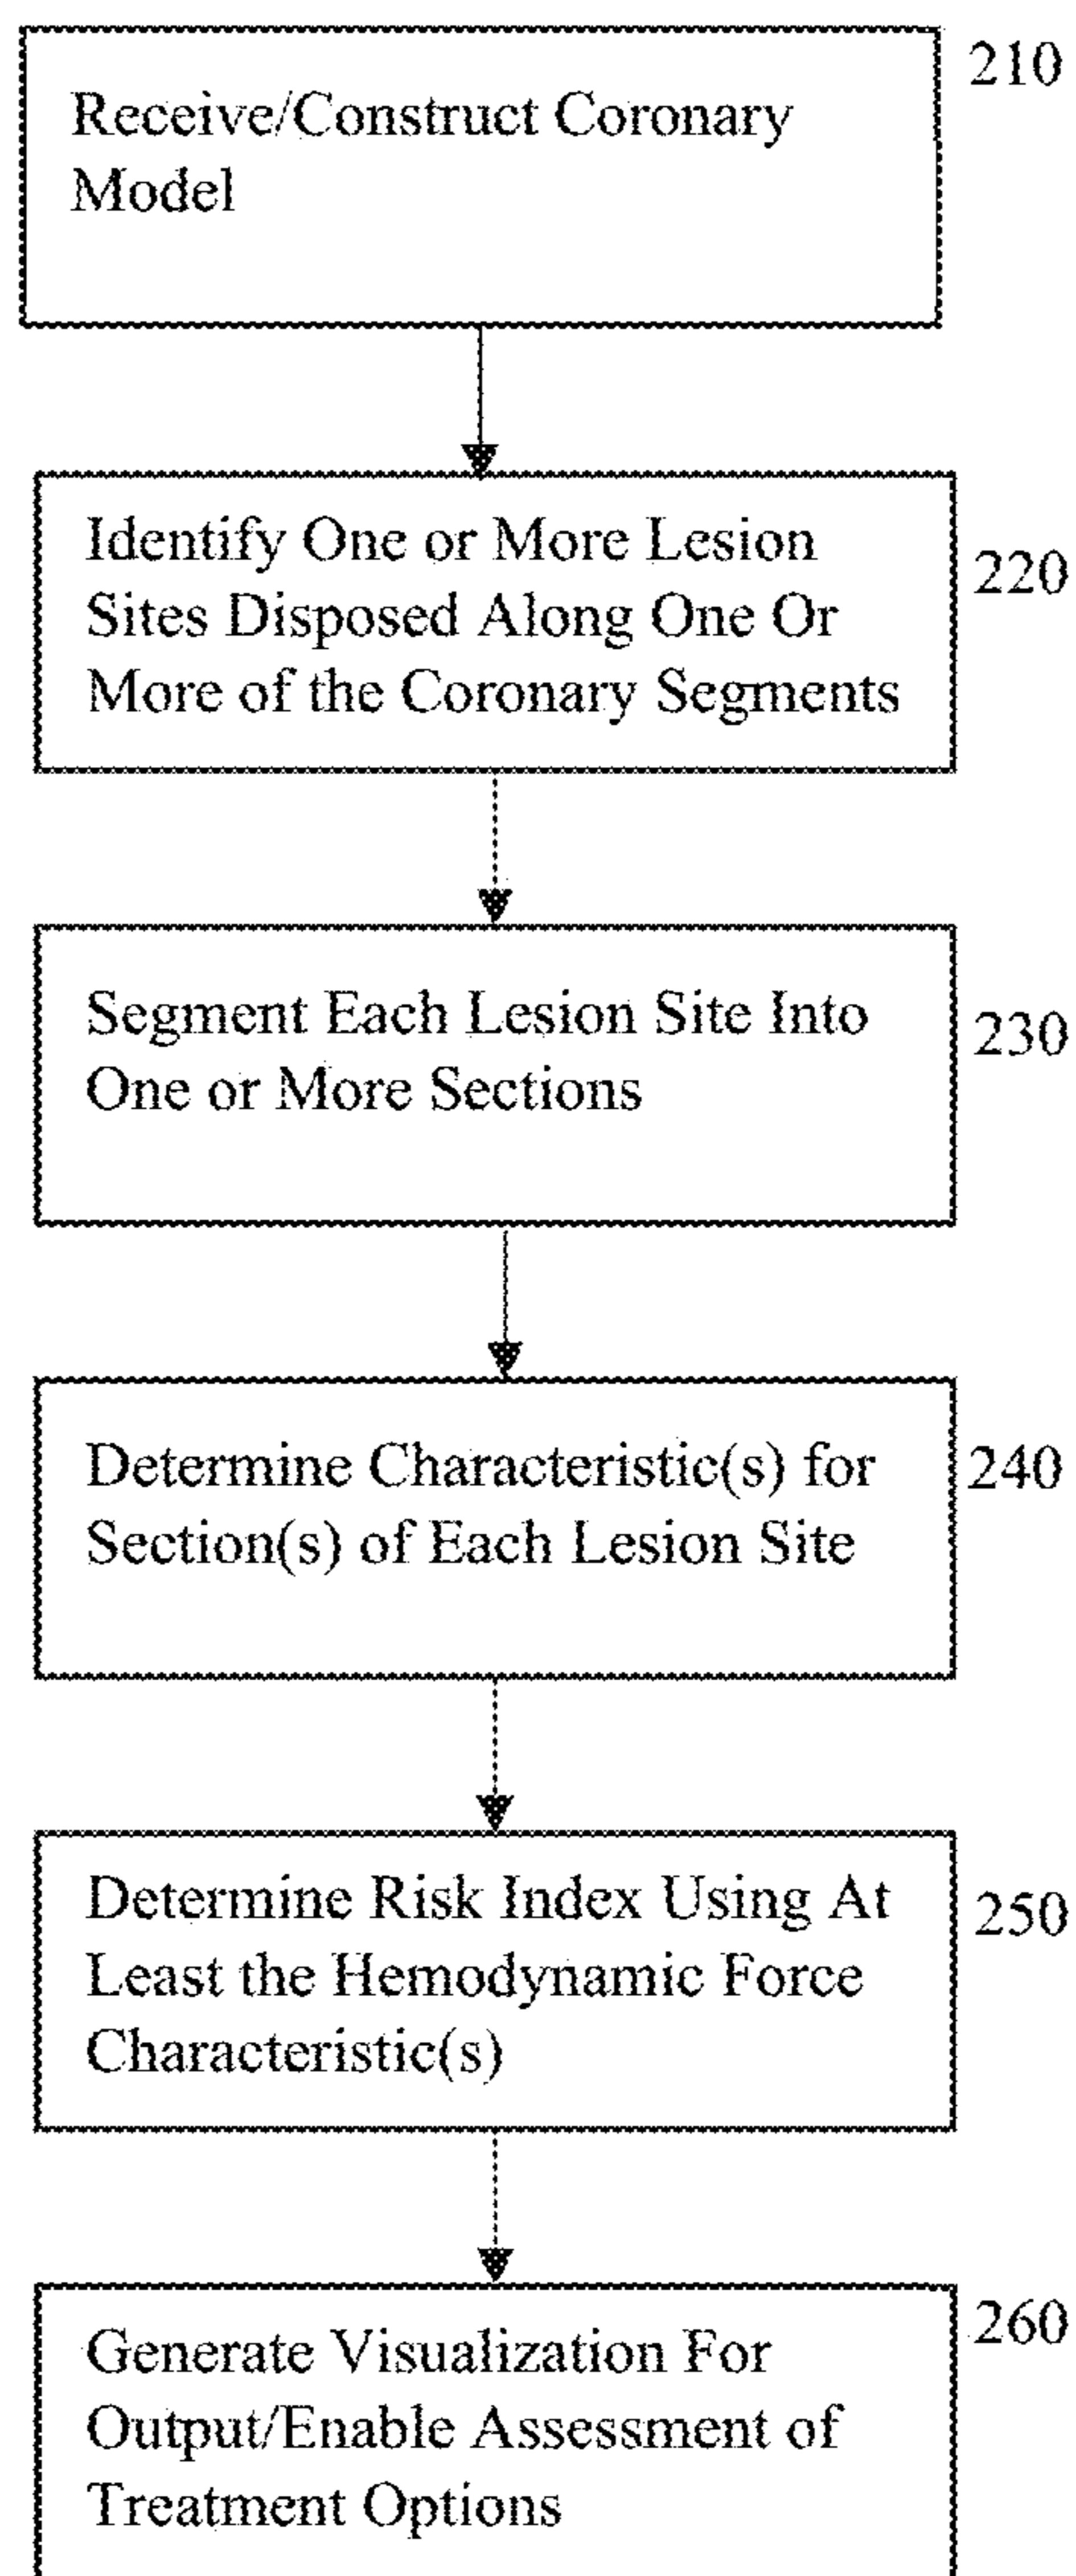 210
Receive/Construct Coronary
Model
220
Identify One or More Lesion
Sites Disposed Along One Or
More of the Coronary Segments
230
Segment Each Lesion Site Into
One or More Sections
240
Determine Characteristic(s) for
Section(s) of Each Lesion Site
250
Determine Risk Index Using At
Least the Hemodynamic Force
Characteristic(s)
260
Generate Visualization For
Output/Enable Assessment of
Treatment Options